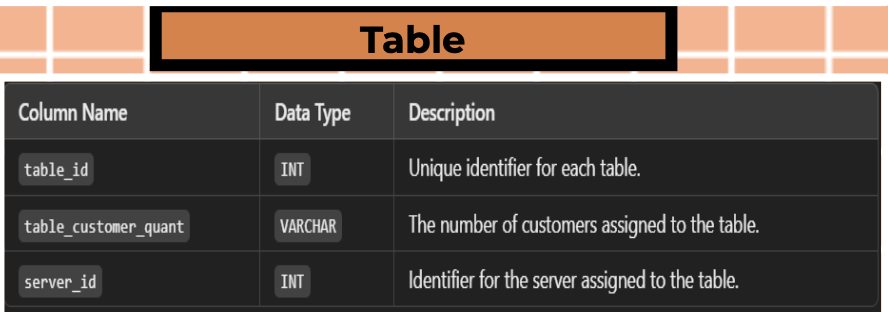 Table
Column Name Data Type Description
table_id INT Unique identifier for each table.
table_customer_quant VARCHAR The number of customers assigned to the table.
server_id INT Identifier for the server assigned to the table.